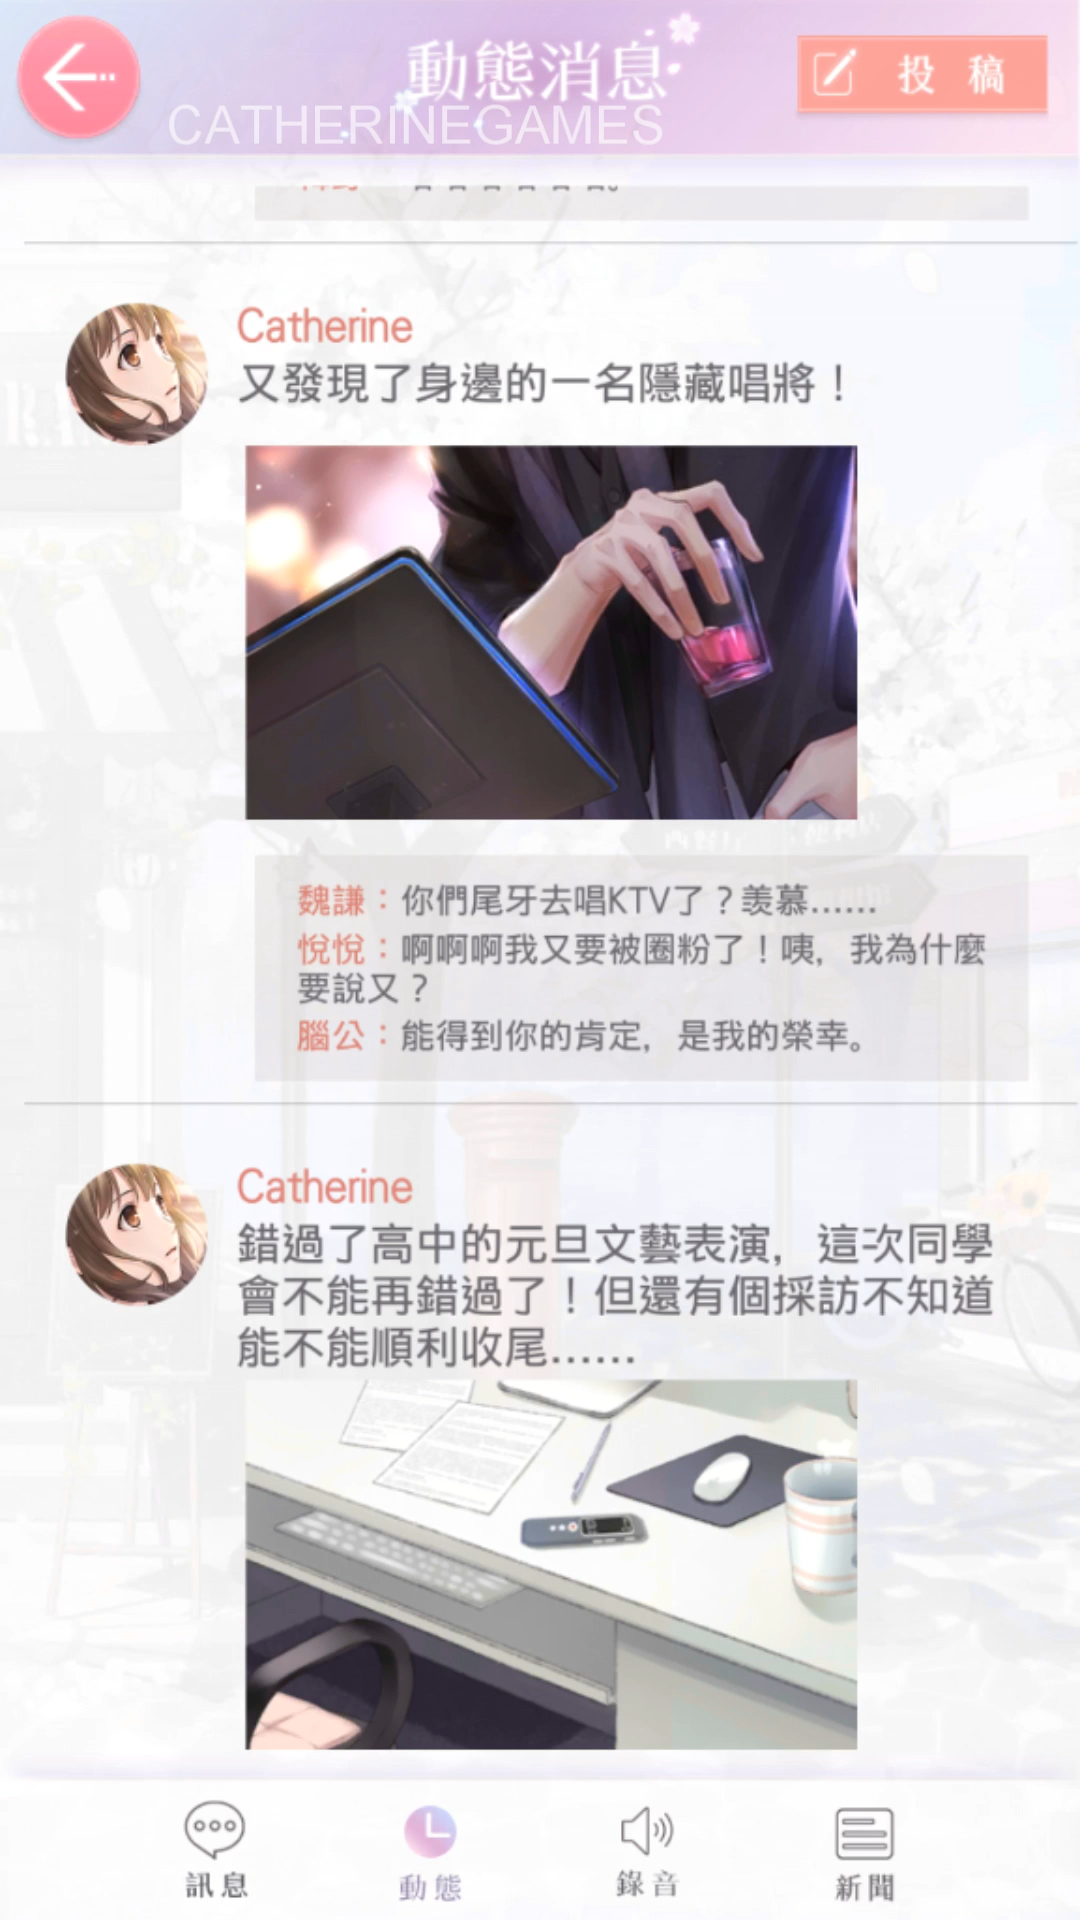 動態消息
投稿
CATHERINEGAMES
Catherine
又發現了身邊的一名隱藏唱將！
魏謙：你們尾牙去唱KTV了？羨慕……
悅悅：啊啊啊我又要被圈粉了！咦，我為什麼
要說又？
腦公：能得到你的肯定，是我的榮幸。
Catherine
錯過了高中的元旦文藝表演，這次同學
會不能再錯過了！但還有個採訪不知道
能不能順利收尾……
訊息
動態
錄音
新聞